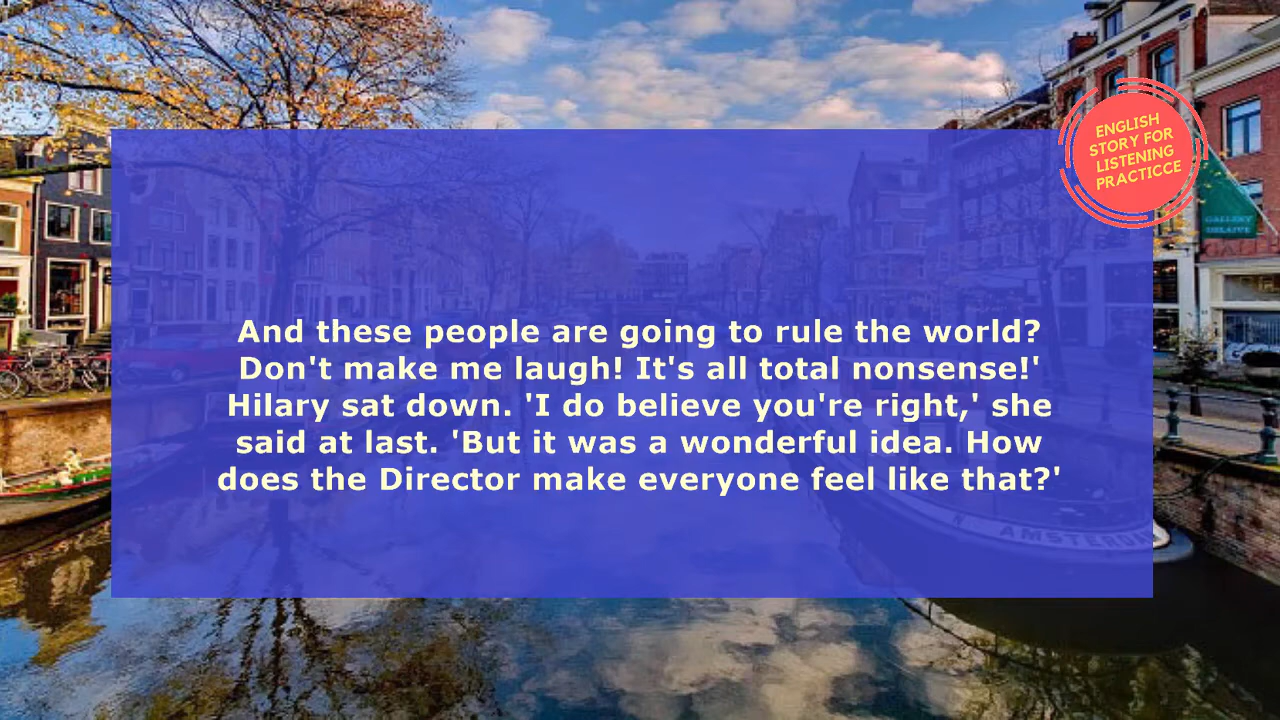 ENGLISH
STORY FOR
LISTENING
PRACTICCE
GALLERY
And these people are going to rule the world?
Don't make me laugh! It's all total nonsense!'
Hilary sat down. 'I do believe you're right,' she
said at last. 'But it was a wonderful idea. How
does the Director make everyone feel like that?'
AMSTERDAM